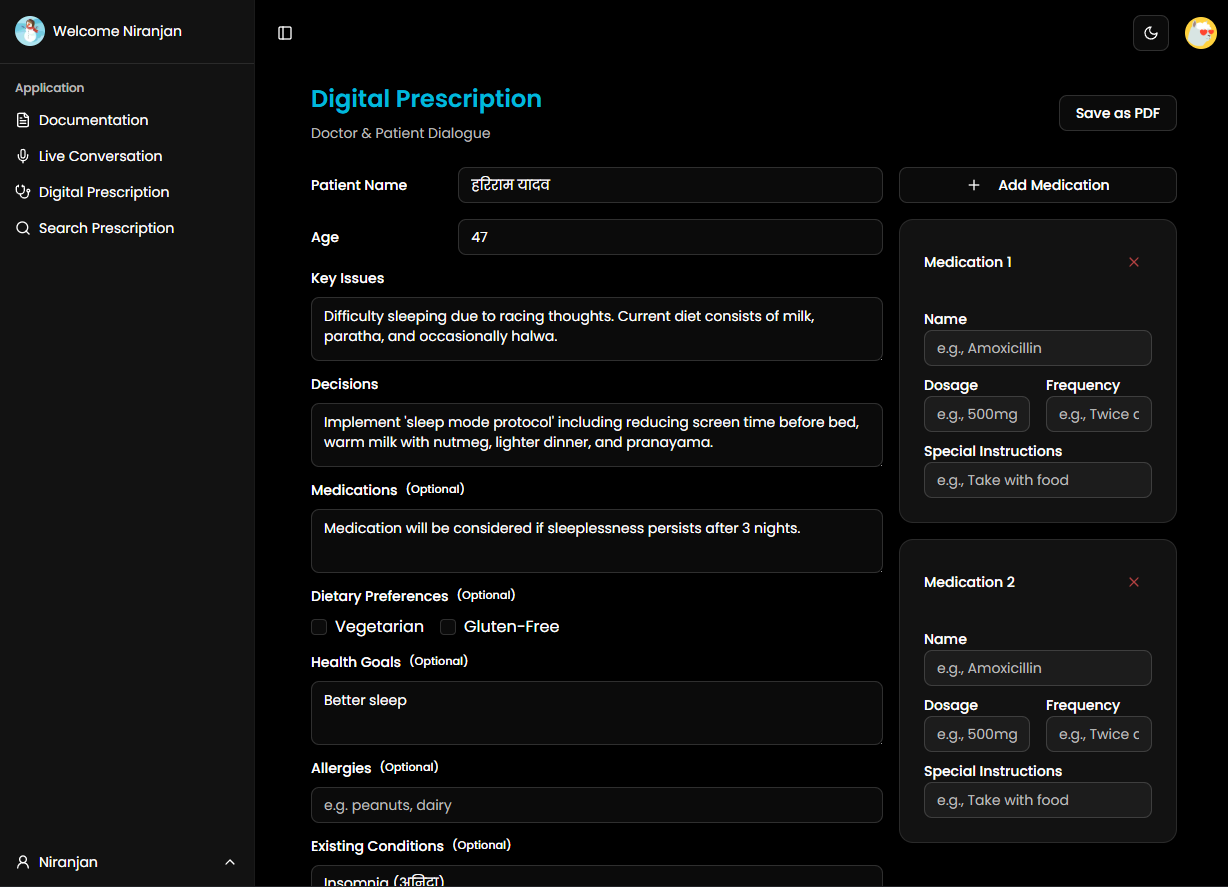 Welcome Niranjan
Application
Documentation
Live Conversation
Digital Prescription
Search Prescription
Niranjan
Digital Prescription
Doctor & Patient Dialogue
Save as PDF
Patient Name
हरिराम यादव
Age
47
Key Issues
Difficulty sleeping due to racing thoughts. Current diet consists of milk,
paratha, and occasionally halwa.
Decisions
Implement 'sleep mode protocol' including reducing screen time before bed,
warm milk with nutmeg, lighter dinner, and pranayama.
Medications (Optional)
Medication will be considered if sleeplessness persists after 3 nights.
Dietary Preferences (Optional)
Vegetarian Gluten-Free
Health Goals (Optional)
Better sleep
Allergies (Optional)
e.g. peanuts, dairy
Existing Conditions (Optional)
Insomnia (अनिद्रा)
+ Add Medication
Medication 1
Name
e.g., Amoxicillin
Dosage Frequency
e.g., 500mg e.g., Twice c
Special Instructions
e.g., Take with food
Medication 2
Name
e.g., Amoxicillin
Dosage Frequency
e.g., 500mg e.g., Twice c
Special Instructions
e.g., Take with food